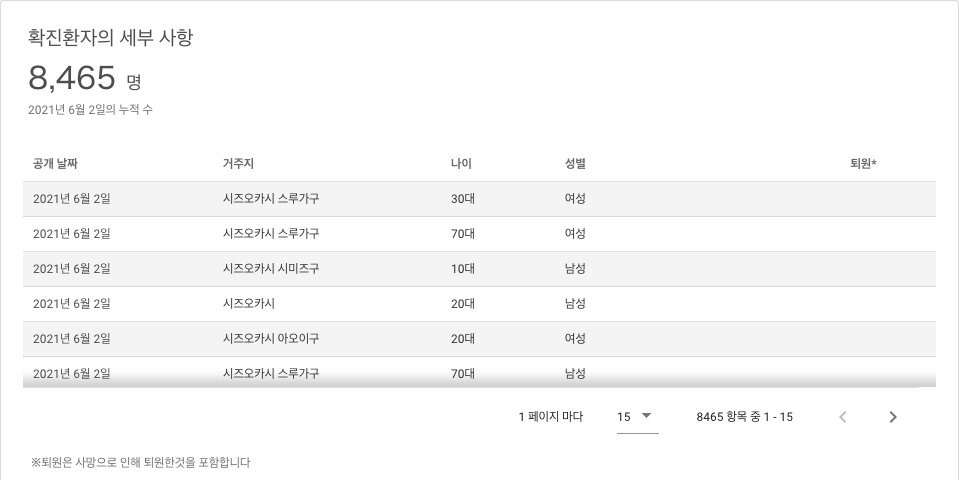 확진환자의 세부 사항
8,465 명
2021년 6월 2일의 누적 수
공개 날짜 거주지 나이 성별 퇴원*
2021년 6월 2일 시즈오카시 스루가구 30대 여성
2021년 6월 2일 시즈오카시 스루가구 70대 여성
2021년 6월 2일 시즈오카시 시미즈구 10대 남성
2021년 6월 2일 시즈오카시 20대 남성
2021년 6월 2일 시즈오카시 아오이구 20대 여성
2021년 6월 2일 시즈오카시 스루가구 70대 남성
1 페이지 마다 15 8465 항목 중 1 - 15
※퇴원은 사망으로 인해 퇴원한것을 포함합니다